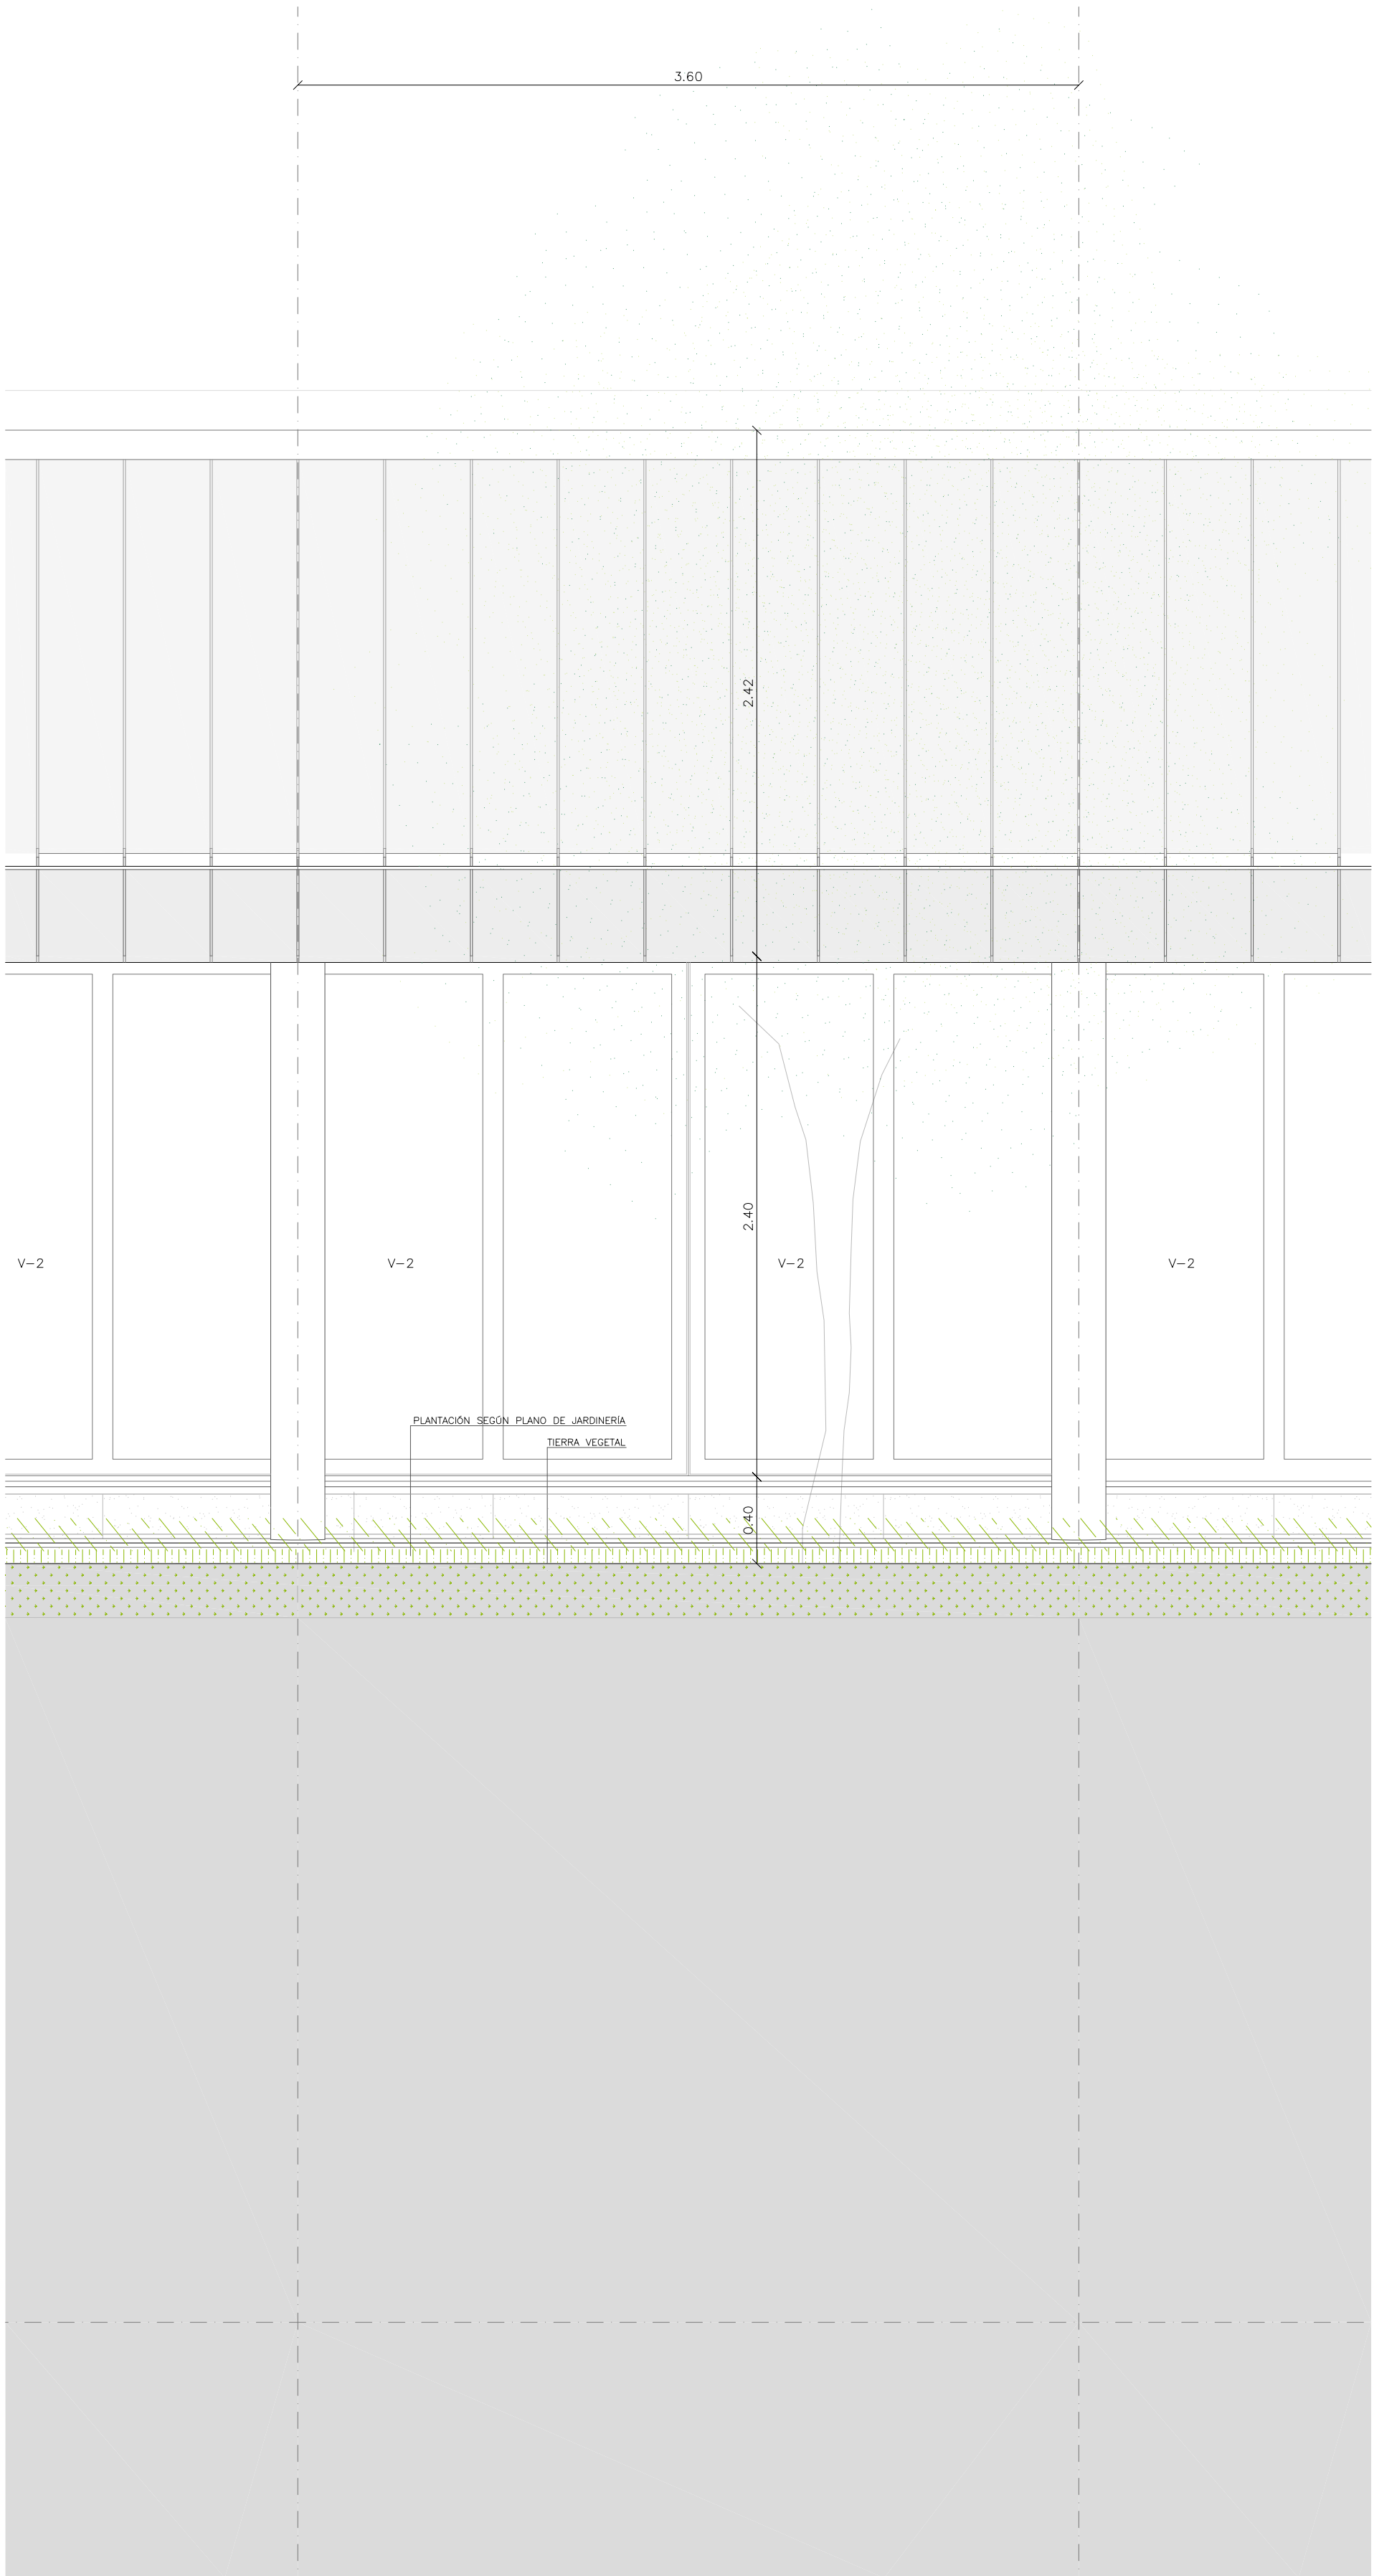 3.60
2.42
2.40
V-2
V-2
V-2
V-2
PLANTACIÓN SEGÚN PLANO DE JARDINERÍA
TIERRA VEGETAL
0.40